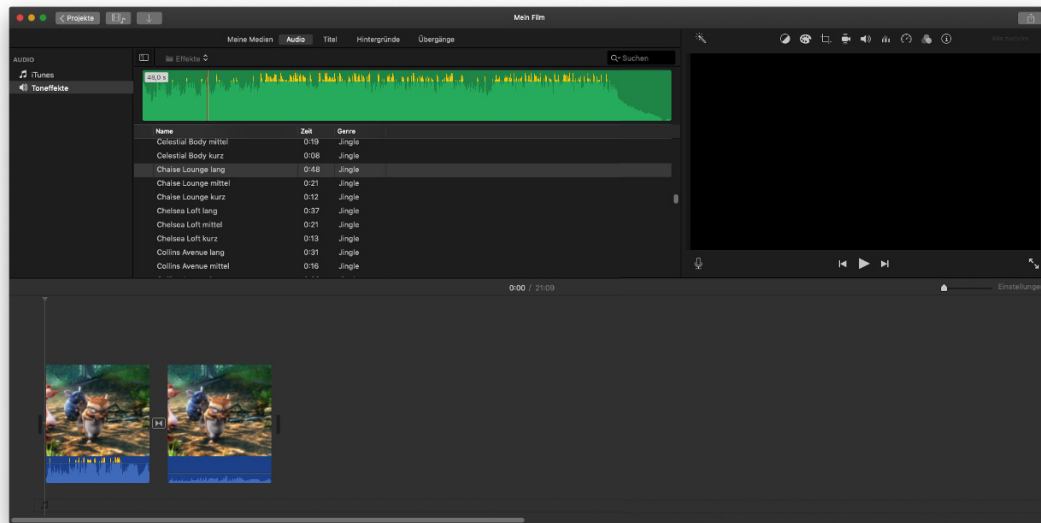 Projekte
Mein Film
Meine Medien Audio Titel Hintergründe Übergänge
AUDIO
Effekte
Suchen
iTunes
Toneffekte
48,0 s
Name Zeit Genre
Celestial Body mittel 0:19 Jingle
Celestial Body kurz 0:08 Jingle
Chaise Lounge lang 0:48 Jingle
Chaise Lounge mittel 0:21 Jingle
Chaise Lounge kurz 0:12 Jingle
Chelsea Loft lang 0:37 Jingle
Chelsea Loft mittel 0:21 Jingle
Chelsea Loft kurz 0:13 Jingle
Collins Avenue lang 0:31 Jingle
Collins Avenue mittel 0:16 Jingle
0:00 / 21:09
Einstellunge